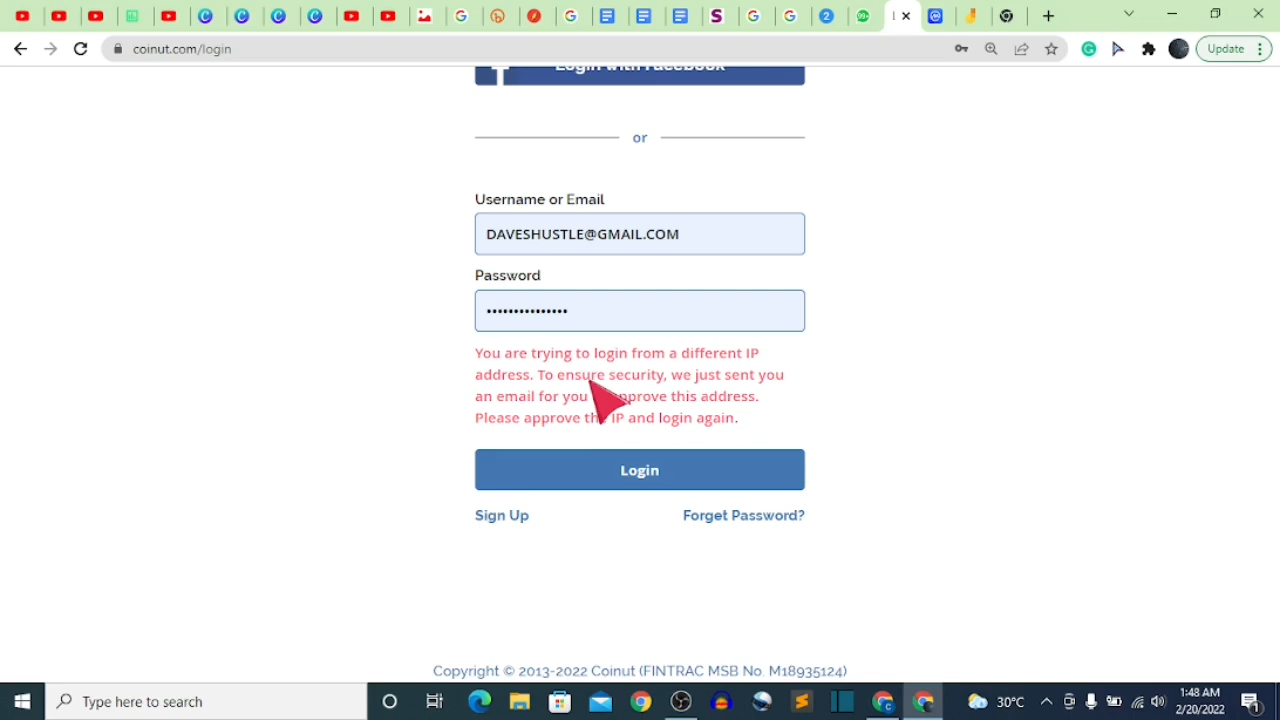 2
99+
coinut.com/login
Update
Login with Facebook
or
Username or Email
DAVESHUSTLE@GMAIL.COM
Password
You are trying to login from a different IP
address. To ensure security, we just sent you
an email for you approve this address.
Please approve the IP and login again.
Login
Sign Up
Forget Password?
Copyright © 2013-2022 Coinut (FINTRAC MSB No. M18935124)
Type here to search
30°C
1:48 AM
2/20/2022
1